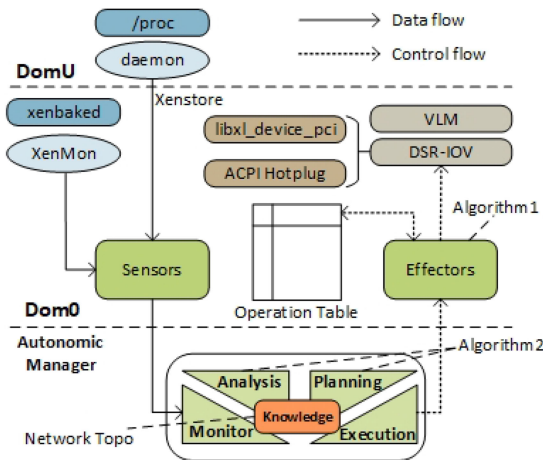 /proc
Data flow
daemon
Control flow
DomU
Xenstore
xenbaked
VLM
libxl_device_pci
XenMon
DSR-IOV
ACPI Hotplug
Algorithm1
Sensors
Effectors
Dom0
Operation Table
Autonomic
Manager
Algorithm2
Analysis
Planning
Knowledge
Network Topo
Monitor
Execution